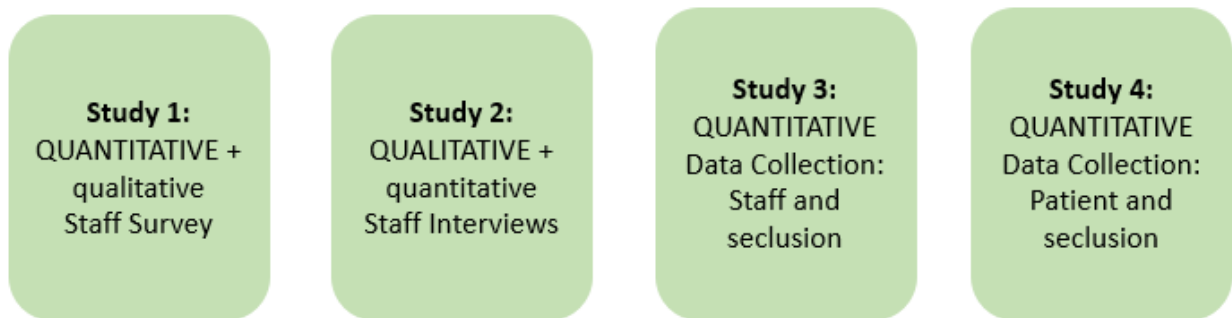 Study 1:
QUANTITATIVE +
qualitative
Staff Survey
Study 2:
QUALITATIVE +
quantitative
Staff Interviews
Study 3:
QUANTITATIVE
Data Collection:
Staff and
seclusion
Study 4:
QUANTITATIVE
Data Collection:
Patient and
seclusion